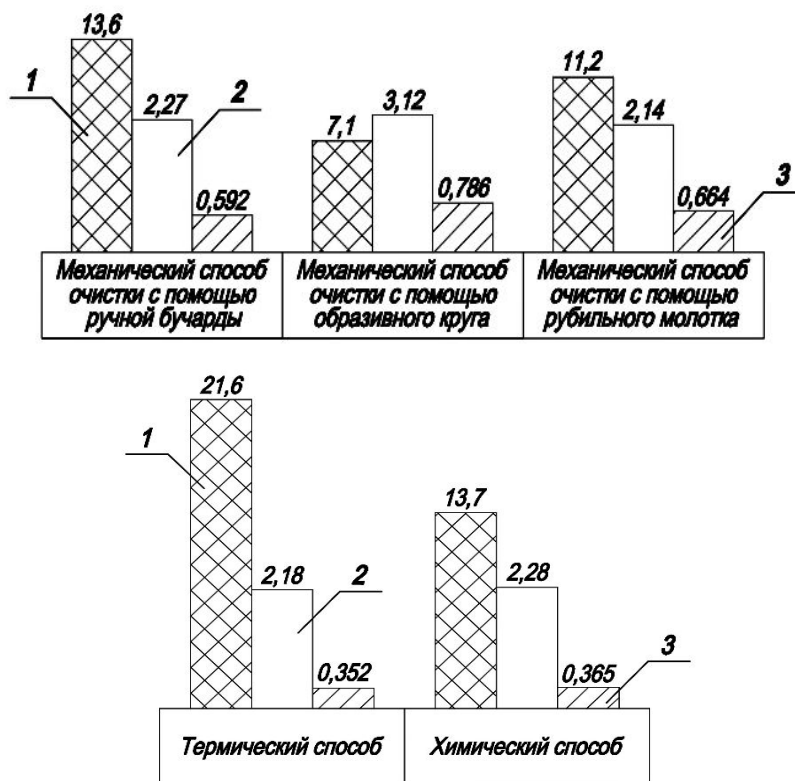 13,6
1
2,27
2
0,592
7,1
3,12
0,786
11,2
2,14
0,664
3
Механический способ
очистки с помощью
ручной бучарды
Механический способ
очистки с помощью
образивного круга
Механический способ
очистки с помощью
рубильного молотка
21,6
1
2,18
2
0,352
13,7
2,28
0,365
3
Термический способ
Химический способ